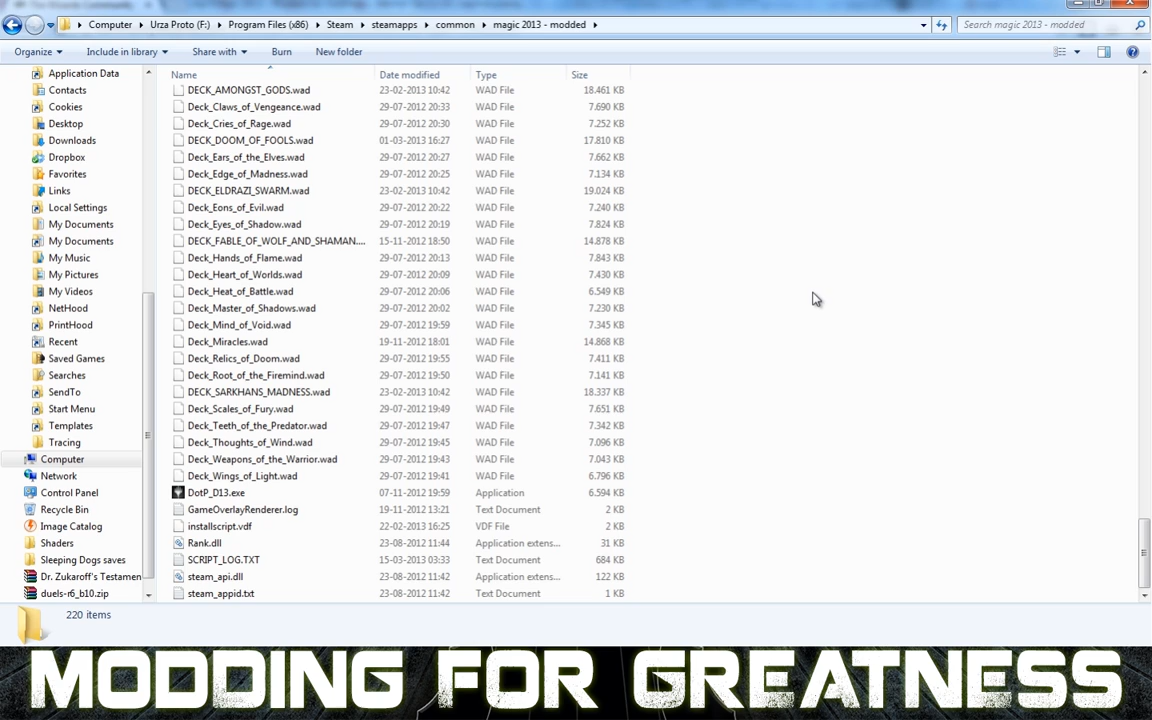 Computer Urza Proto (F:) Program Files (x86) Steam steamapps common magic 2013 - modded Search magic 2013 - modded
Organize Include in library Share with Burn New folder
Name Date modified Type Size
Application Data
Contacts
Cookies
Desktop
Downloads
Dropbox
Favorites
Links
Local Settings
My Documents
My Documents
My Music
My Pictures
My Videos
NetHood
PrintHood
Recent
Saved Games
Searches
SendTo
Start Menu
Templates
Tracing
Computer
Network
Control Panel
Recycle Bin
Image Catalog
Shaders
Sleeping Dogs saves
Dr. Zukaroff's Testamen
duels-r6_b10.zip
DECK_AMONGST_GODS.wad 23-02-2013 10:42 WAD File 18.461 KB
Deck_Claws_of_Vengeance.wad 29-07-2012 20:33 WAD File 7.690 KB
Deck_Cries_of_Rage.wad 29-07-2012 20:30 WAD File 7.252 KB
DECK_DOOM_OF_FOOLS.wad 01-03-2013 16:27 WAD File 17.810 KB
Deck_Ears_of_the_Elves.wad 29-07-2012 20:27 WAD File 7.662 KB
Deck_Edge_of_Madness.wad 29-07-2012 20:25 WAD File 7.134 KB
DECK_ELDRAZI_SWARM.wad 23-02-2013 10:42 WAD File 19.024 KB
Deck_Eons_of_Evil.wad 29-07-2012 20:22 WAD File 7.240 KB
Deck_Eyes_of_Shadow.wad 29-07-2012 20:19 WAD File 7.824 KB
DECK_FABLE_OF_WOLF_AND_SHAMAN.... 15-11-2012 18:50 WAD File 14.878 KB
Deck_Hands_of_Flame.wad 29-07-2012 20:13 WAD File 7.843 KB
Deck_Heart_of_Worlds.wad 29-07-2012 20:09 WAD File 7.430 KB
Deck_Heat_of_Battle.wad 29-07-2012 20:06 WAD File 6.549 KB
Deck_Master_of_Shadows.wad 29-07-2012 20:02 WAD File 7.230 KB
Deck_Mind_of_Void.wad 29-07-2012 19:59 WAD File 7.345 KB
Deck_Miracles.wad 19-11-2012 18:01 WAD File 14.868 KB
Deck_Relics_of_Doom.wad 29-07-2012 19:55 WAD File 7.411 KB
Deck_Root_of_the_Firemind.wad 29-07-2012 19:50 WAD File 7.141 KB
DECK_SARKHANS_MADNESS.wad 23-02-2013 10:42 WAD File 18.337 KB
Deck_Scales_of_Fury.wad 29-07-2012 19:49 WAD File 7.651 KB
Deck_Teeth_of_the_Predator.wad 29-07-2012 19:47 WAD File 7.342 KB
Deck_Thoughts_of_Wind.wad 29-07-2012 19:45 WAD File 7.096 KB
Deck_Weapons_of_the_Warrior.wad 29-07-2012 19:43 WAD File 7.043 KB
Deck_Wings_of_Light.wad 29-07-2012 19:41 WAD File 6.796 KB
DotP_D13.exe 07-11-2012 19:59 Application 6.594 KB
GameOverlayRenderer.log 19-11-2012 13:21 Text Document 2 KB
installscript.vdf 22-02-2013 16:25 VDF File 2 KB
Rank.dll 23-08-2012 11:44 Application extens... 31 KB
SCRIPT_LOG.TXT 15-03-2013 03:33 Text Document 684 KB
steam_api.dll 23-08-2012 11:42 Application extens... 122 KB
steam_appid.txt 23-08-2012 11:42 Text Document 1 KB
220 items
MODDING FOR GREATNESS